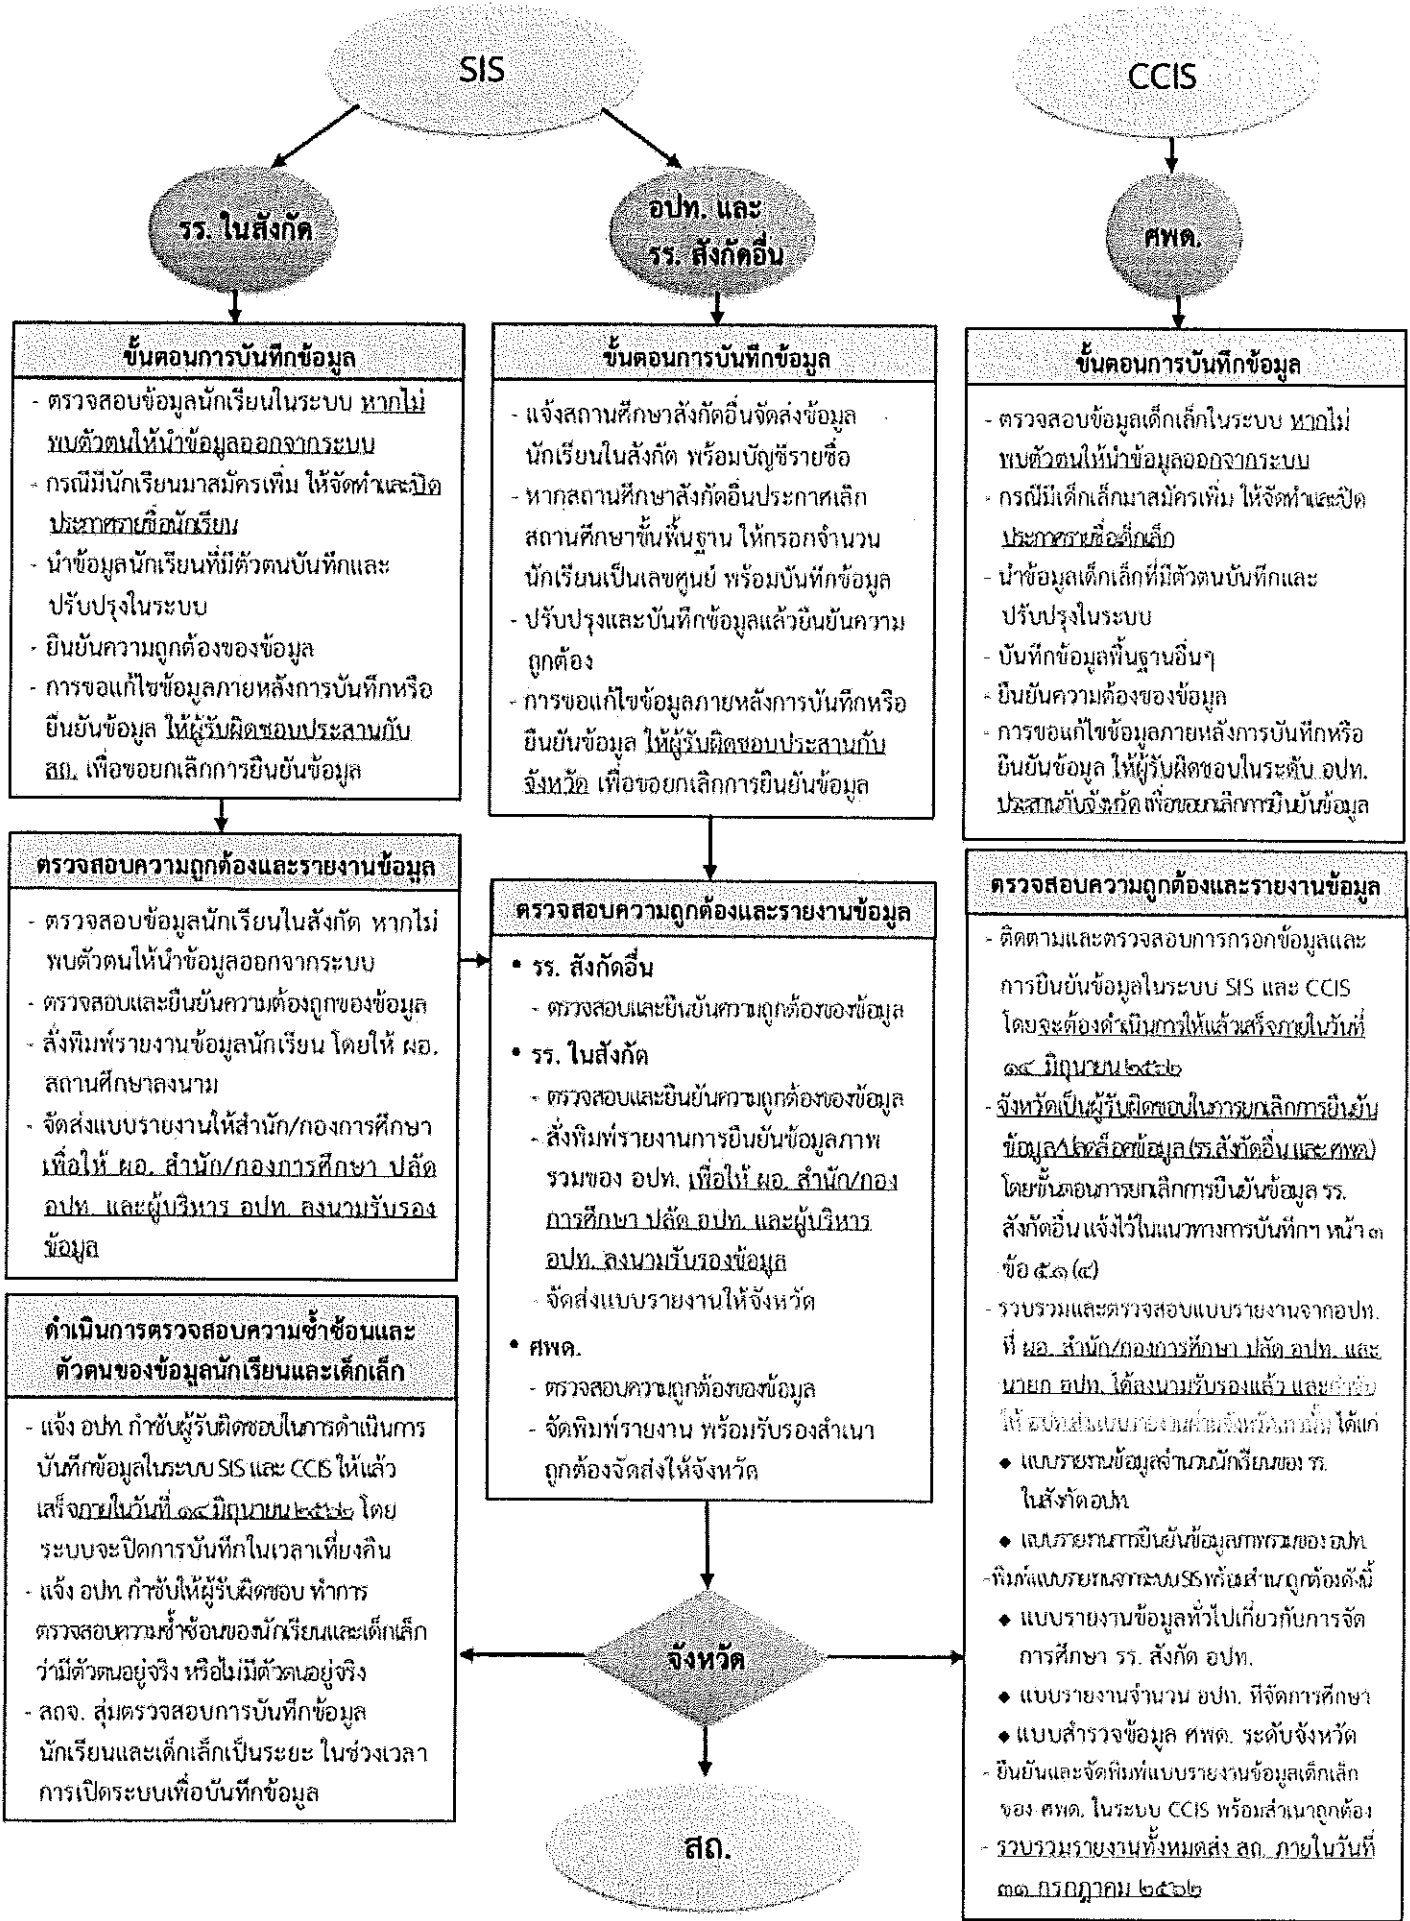 SIS
CCIS
รร. ในสังกัด
อปท. และ
รร. สังกัดอื่น
ศพด.
ขั้นตอนการบันทึกข้อมูล
- ตรวจสอบข้อมูลนักเรียนในระบบ หากไม่
พบตัวตนให้นำข้อมูลออกจากระบบ
- กรณีมีนักเรียนมาสมัครเพิ่ม ให้จัดทำและปิด
ประกาศรายชื่อนักเรียน
- นำข้อมูลนักเรียนที่มีตัวตนบันทึกและ
ปรับปรุงในระบบ
- ยืนยันความถูกต้องของข้อมูล
- การขอแก้ไขข้อมูลภายหลังการบันทึกหรือ
ยืนยันข้อมูล ให้ผู้รับผิดชอบประสานกับ
สถ. เพื่อขอยกเลิกการยืนยันข้อมูล
ขั้นตอนการบันทึกข้อมูล
- แจ้งสถานศึกษาสังกัดอื่นจัดส่งข้อมูล
นักเรียนในสังกัด พร้อมบัญชีรายชื่อ
- หากสถานศึกษาสังกัดอื่นประกาศเลิก
สถานศึกษาขั้นพื้นฐาน ให้กรอกจำนวน
นักเรียนเป็นเลขศูนย์ พร้อมบันทึกข้อมูล
- ปรับปรุงและบันทึกข้อมูลแล้วยืนยันความ
ถูกต้อง
- การขอแก้ไขข้อมูลภายหลังการบันทึกหรือ
ยืนยันข้อมูล ให้ผู้รับผิดชอบประสานกับ
จังหวัด เพื่อขอยกเลิกการยืนยันข้อมูล
ขั้นตอนการบันทึกข้อมูล
- ตรวจสอบข้อมูลเด็กเล็กในระบบ หากไม่
พบตัวตนให้นำข้อมูลออกจากระบบ
- กรณีมีเด็กเล็กมาสมัครเพิ่ม ให้จัดทำและปิด
ประกาศรายชื่อเด็กเล็ก
- นำข้อมูลเด็กเล็กที่มีตัวตนบันทึกและ
ปรับปรุงในระบบ
- บันทึกข้อมูลพื้นฐานอื่นๆ
- ยืนยันความต้องของข้อมูล
- การขอแก้ไขข้อมูลภายหลังการบันทึกหรือ
ยืนยันข้อมูล ให้ผู้รับผิดชอบในระดับ อปท.
ประสานกับจังหวัด เพื่อขอยกเลิกการยืนยันข้อมูล
ตรวจสอบความถูกต้องและรายงานข้อมูล
- ตรวจสอบข้อมูลนักเรียนในสังกัด หากไม่
พบตัวตนให้นำข้อมูลออกจากระบบ
- ตรวจสอบและยืนยันความต้องถูกของข้อมูล
- สั่งพิมพ์รายงานข้อมูลนักเรียน โดยให้ ผอ.
สถานศึกษาลงนาม
- จัดส่งแบบรายงานให้สำนัก/กองการศึกษา
เพื่อให้ ผอ. สำนัก/กองการศึกษา ปลัด
อปท. และผู้บริหาร อปท. ลงนามรับรอง
ข้อมูล
ตรวจสอบความถูกต้องและรายงานข้อมูล
• รร. สังกัดอื่น
- ตรวจสอบและยืนยันความถูกต้องของข้อมูล
• รร. ในสังกัด
- ตรวจสอบและยืนยันความถูกต้องของข้อมูล
- สั่งพิมพ์รายงานการยืนยันข้อมูลภาพ
รวมของ อปท. เพื่อให้ ผอ. สำนัก/กอง
การศึกษา ปลัด อปท. และผู้บริหาร
อปท. ลงนามรับรองข้อมูล
- จัดส่งแบบรายงานให้จังหวัด
• ศพด.
- ตรวจสอบความถูกต้องของข้อมูล
- จัดพิมพ์รายงาน พร้อมรับรองสำเนา
ถูกต้องจัดส่งให้จังหวัด
ตรวจสอบความถูกต้องและรายงานข้อมูล
- ติดตามและตรวจสอบการกรอกข้อมูลและ
การยืนยันข้อมูลในระบบ SIS และ CCIS
โดยจะต้องดำเนินการให้แล้วเสร็จภายในวันที่
๑๔ มิถุนายน ๒๕๖๒
- จังหวัดเป็นผู้รับผิดชอบในการยกเลิกการยืนยัน
ข้อมูล/ปลดล็อคข้อมูล (รร.สังกัดอื่น และ ศพด.)
โดยขั้นตอนการยกเลิกการยืนยันข้อมูล รร.
สังกัดอื่น แจ้งไว้ในแนวทางการบันทึกฯ หน้า ๓
ข้อ ๕.๑ (๔)
- รวบรวมและตรวจสอบแบบรายงานจากอปท.
ที่ ผอ. สำนัก/กองการศึกษา ปลัด อปท. และ
นายก อปท. ได้ลงนามรับรองแล้ว และกำชับ
ให้ อปท.ส่งแบบรายงานผ่านจังหวัดเท่านั้น ได้แก่
◆ แบบรายงานข้อมูลจำนวนนักเรียนของ รร.
ในสังกัด อปท.
◆ แบบรายงานการยืนยันข้อมูลภาพรวมของ อปท.
-พิมพ์แบบรายงานจากระบบ SIS พร้อมสำเนาถูกต้องดังนี้
◆ แบบรายงานข้อมูลทั่วไปเกี่ยวกับการจัด
การศึกษา รร. สังกัด อปท.
◆ แบบรายงานจำนวน อปท. ที่จัดการศึกษา
◆ แบบสำรวจข้อมูล ศพด. ระดับจังหวัด
- ยืนยันและจัดพิมพ์แบบรายงานข้อมูลเด็กเล็ก
ของ ศพด. ในระบบ CCIS พร้อมสำเนาถูกต้อง
- รวบรวมรายงานทั้งหมดส่ง สถ. ภายในวันที่
๓๑ กรกฎาคม ๒๕๖๒
ดำเนินการตรวจสอบความซ้ำซ้อนและ
ตัวตนของข้อมูลนักเรียนและเด็กเล็ก
- แจ้ง อปท. กำชับผู้รับผิดชอบในการดำเนินการ
บันทึกข้อมูลในระบบ SIS และ CCIS ให้แล้ว
เสร็จภายในวันที่ ๑๔ มิถุนายน ๒๕๖๒ โดย
ระบบจะปิดการบันทึกในเวลาเที่ยงคืน
- แจ้ง อปท. กำชับให้ผู้รับผิดชอบ ทำการ
ตรวจสอบความซ้ำซ้อนของนักเรียนและเด็กเล็ก
ว่ามีตัวตนอยู่จริง หรือไม่มีตัวตนอยู่จริง
- สถจ. สุ่มตรวจสอบการบันทึกข้อมูล
นักเรียนและเด็กเล็กเป็นระยะ ในช่วงเวลา
การเปิดระบบเพื่อบันทึกข้อมูล
จังหวัด
สถ.